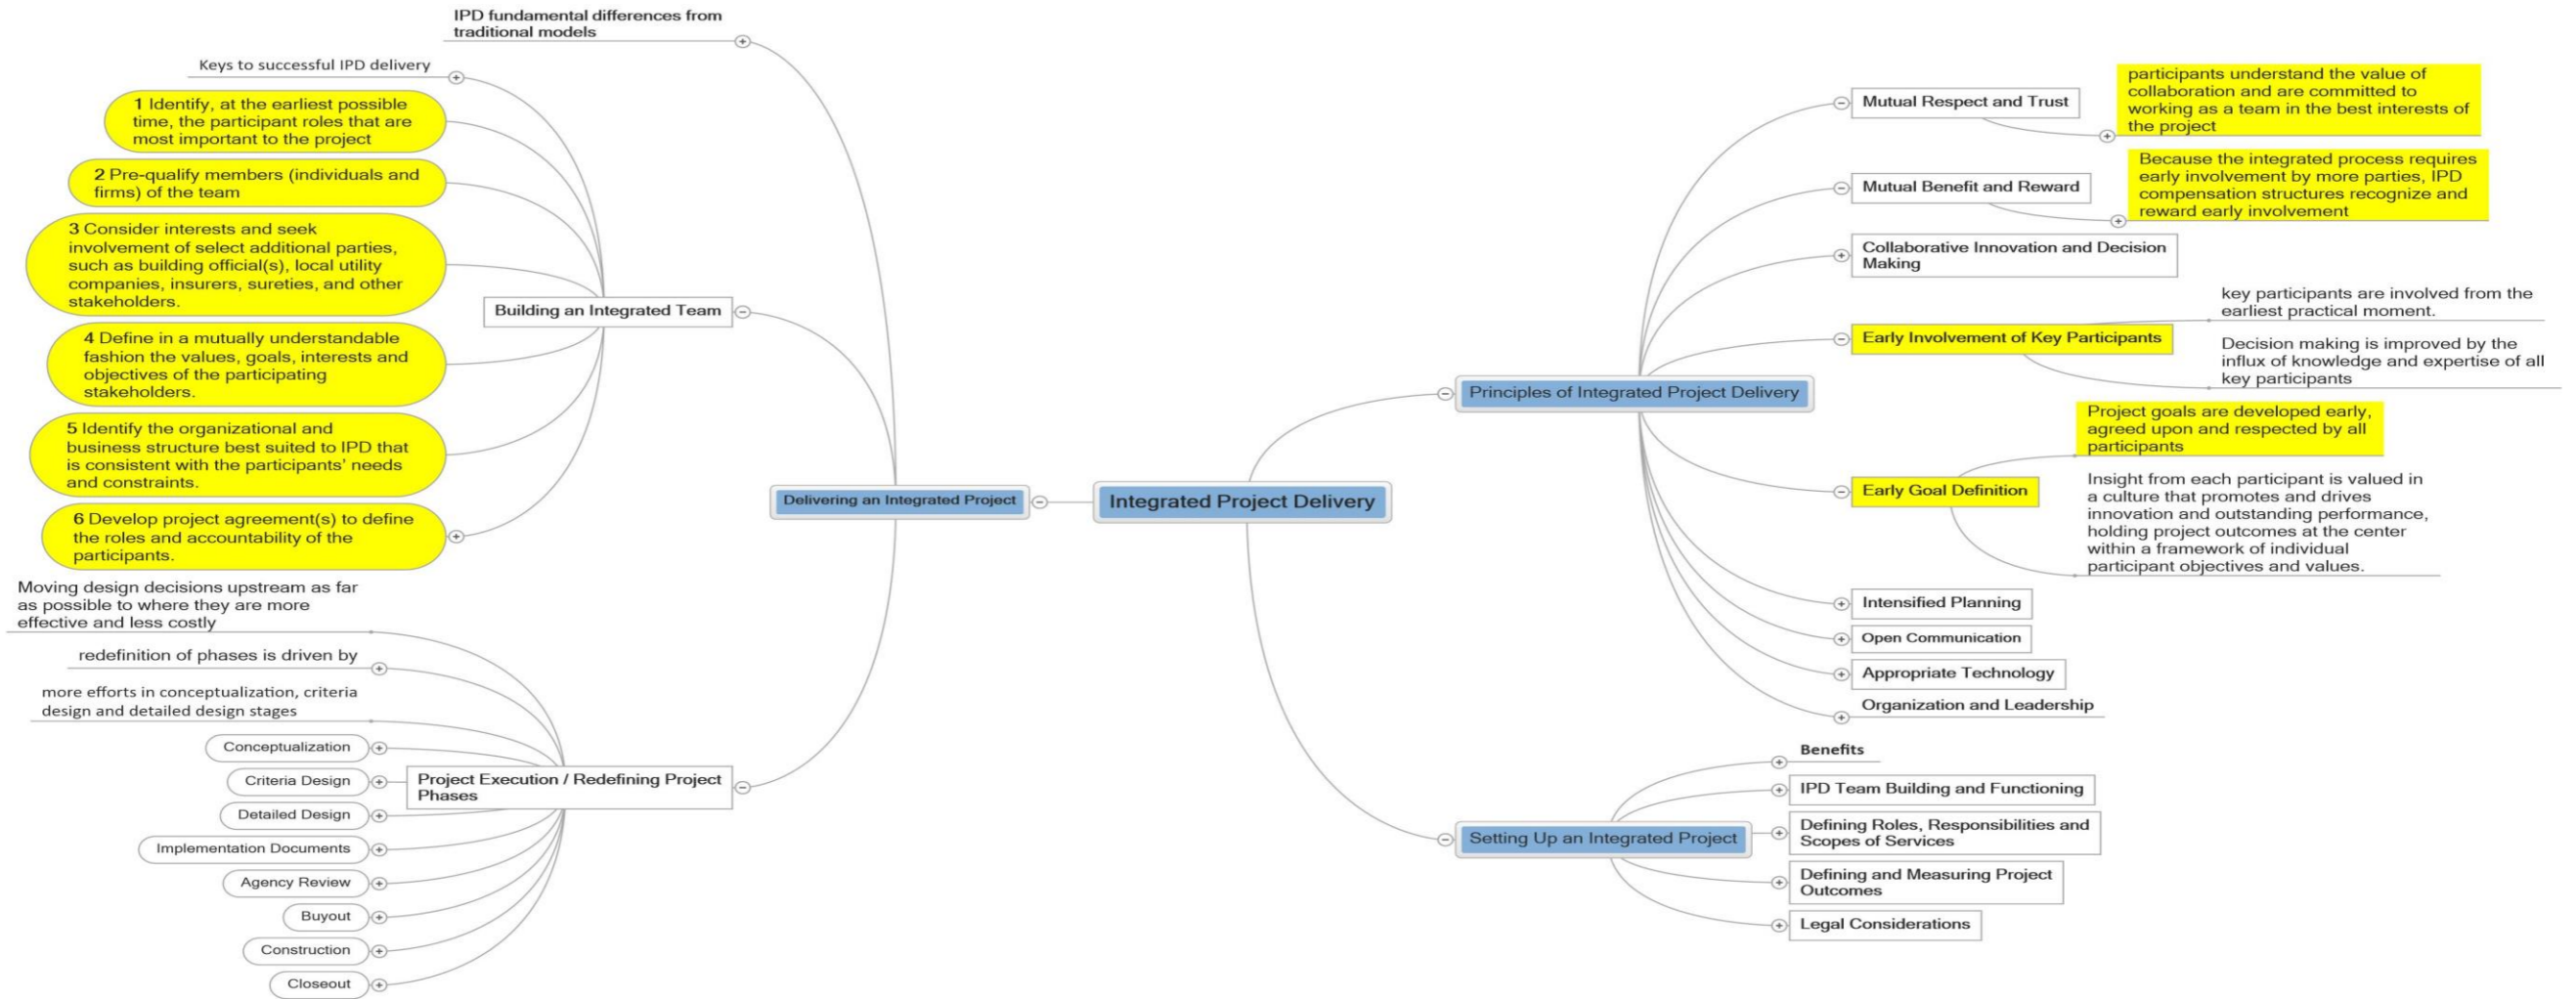 IPD fundamental differences from
traditional models
Keys to successful IPD delivery
1 Identify, at the earliest possible
time, the participant roles that are
most important to the project
2 Pre-qualify members (individuals and
firms) of the team
3 Consider interests and seek
involvement of select additional parties,
such as building official(s), local utility
companies, insurers, sureties, and other
stakeholders.
Building an Integrated Team
4 Define in a mutually understandable
fashion the values, goals, interests and
objectives of the participating
stakeholders.
5 Identify the organizational and
business structure best suited to IPD that
is consistent with the participants' needs
and constraints.
6 Develop project agreement(s) to define
the roles and accountability of the
participants.
Delivering an Integrated Project
Integrated Project Delivery
Moving design decisions upstream as far
as possible to where they are more
effective and less costly
redefinition of phases is driven by
more efforts in conceptualization, criteria
design and detailed design stages
Conceptualization
Criteria Design
Project Execution / Redefining Project
Phases
Detailed Design
Implementation Documents
Agency Review
Buyout
Construction
Closeout
Principles of Integrated Project Delivery
Mutual Respect and Trust
participants understand the value of
collaboration and are committed to
working as a team in the best interests of
the project
Mutual Benefit and Reward
Because the integrated process requires
early involvement by more parties, IPD
compensation structures recognize and
reward early involvement
Collaborative Innovation and Decision
Making
Early Involvement of Key Participants
key participants are involved from the
earliest practical moment.
Decision making is improved by the
influx of knowledge and expertise of all
key participants
Early Goal Definition
Project goals are developed early,
agreed upon and respected by all
participants
Insight from each participant is valued in
a culture that promotes and drives
innovation and outstanding performance,
holding project outcomes at the center
within a framework of individual
participant objectives and values.
Intensified Planning
Open Communication
Appropriate Technology
Organization and Leadership
Setting Up an Integrated Project
Benefits
IPD Team Building and Functioning
Defining Roles, Responsibilities and
Scopes of Services
Defining and Measuring Project
Outcomes
Legal Considerations